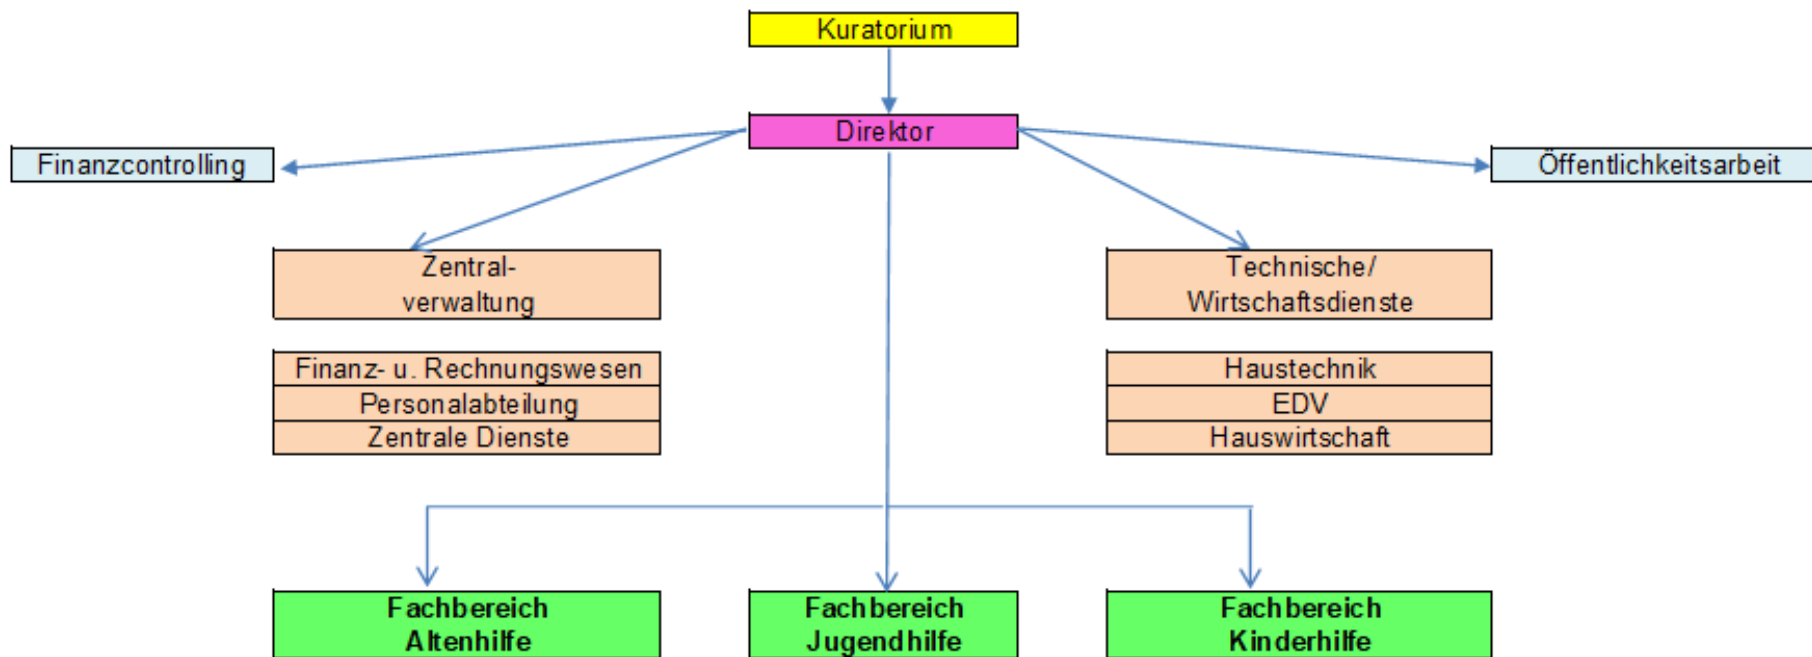 Kuratorium
Direktor
Finanzcontrolling
Öffentlichkeitsarbeit
Zentral-
verwaltung
Technische/
Wirtschaftsdienste
Finanz- u. Rechnungswesen
Personalabteilung
Zentrale Dienste
Haustechnik
EDV
Hauswirtschaft
Fachbereich
Altenhilfe
Fachbereich
Jugendhilfe
Fachbereich
Kinderhilfe